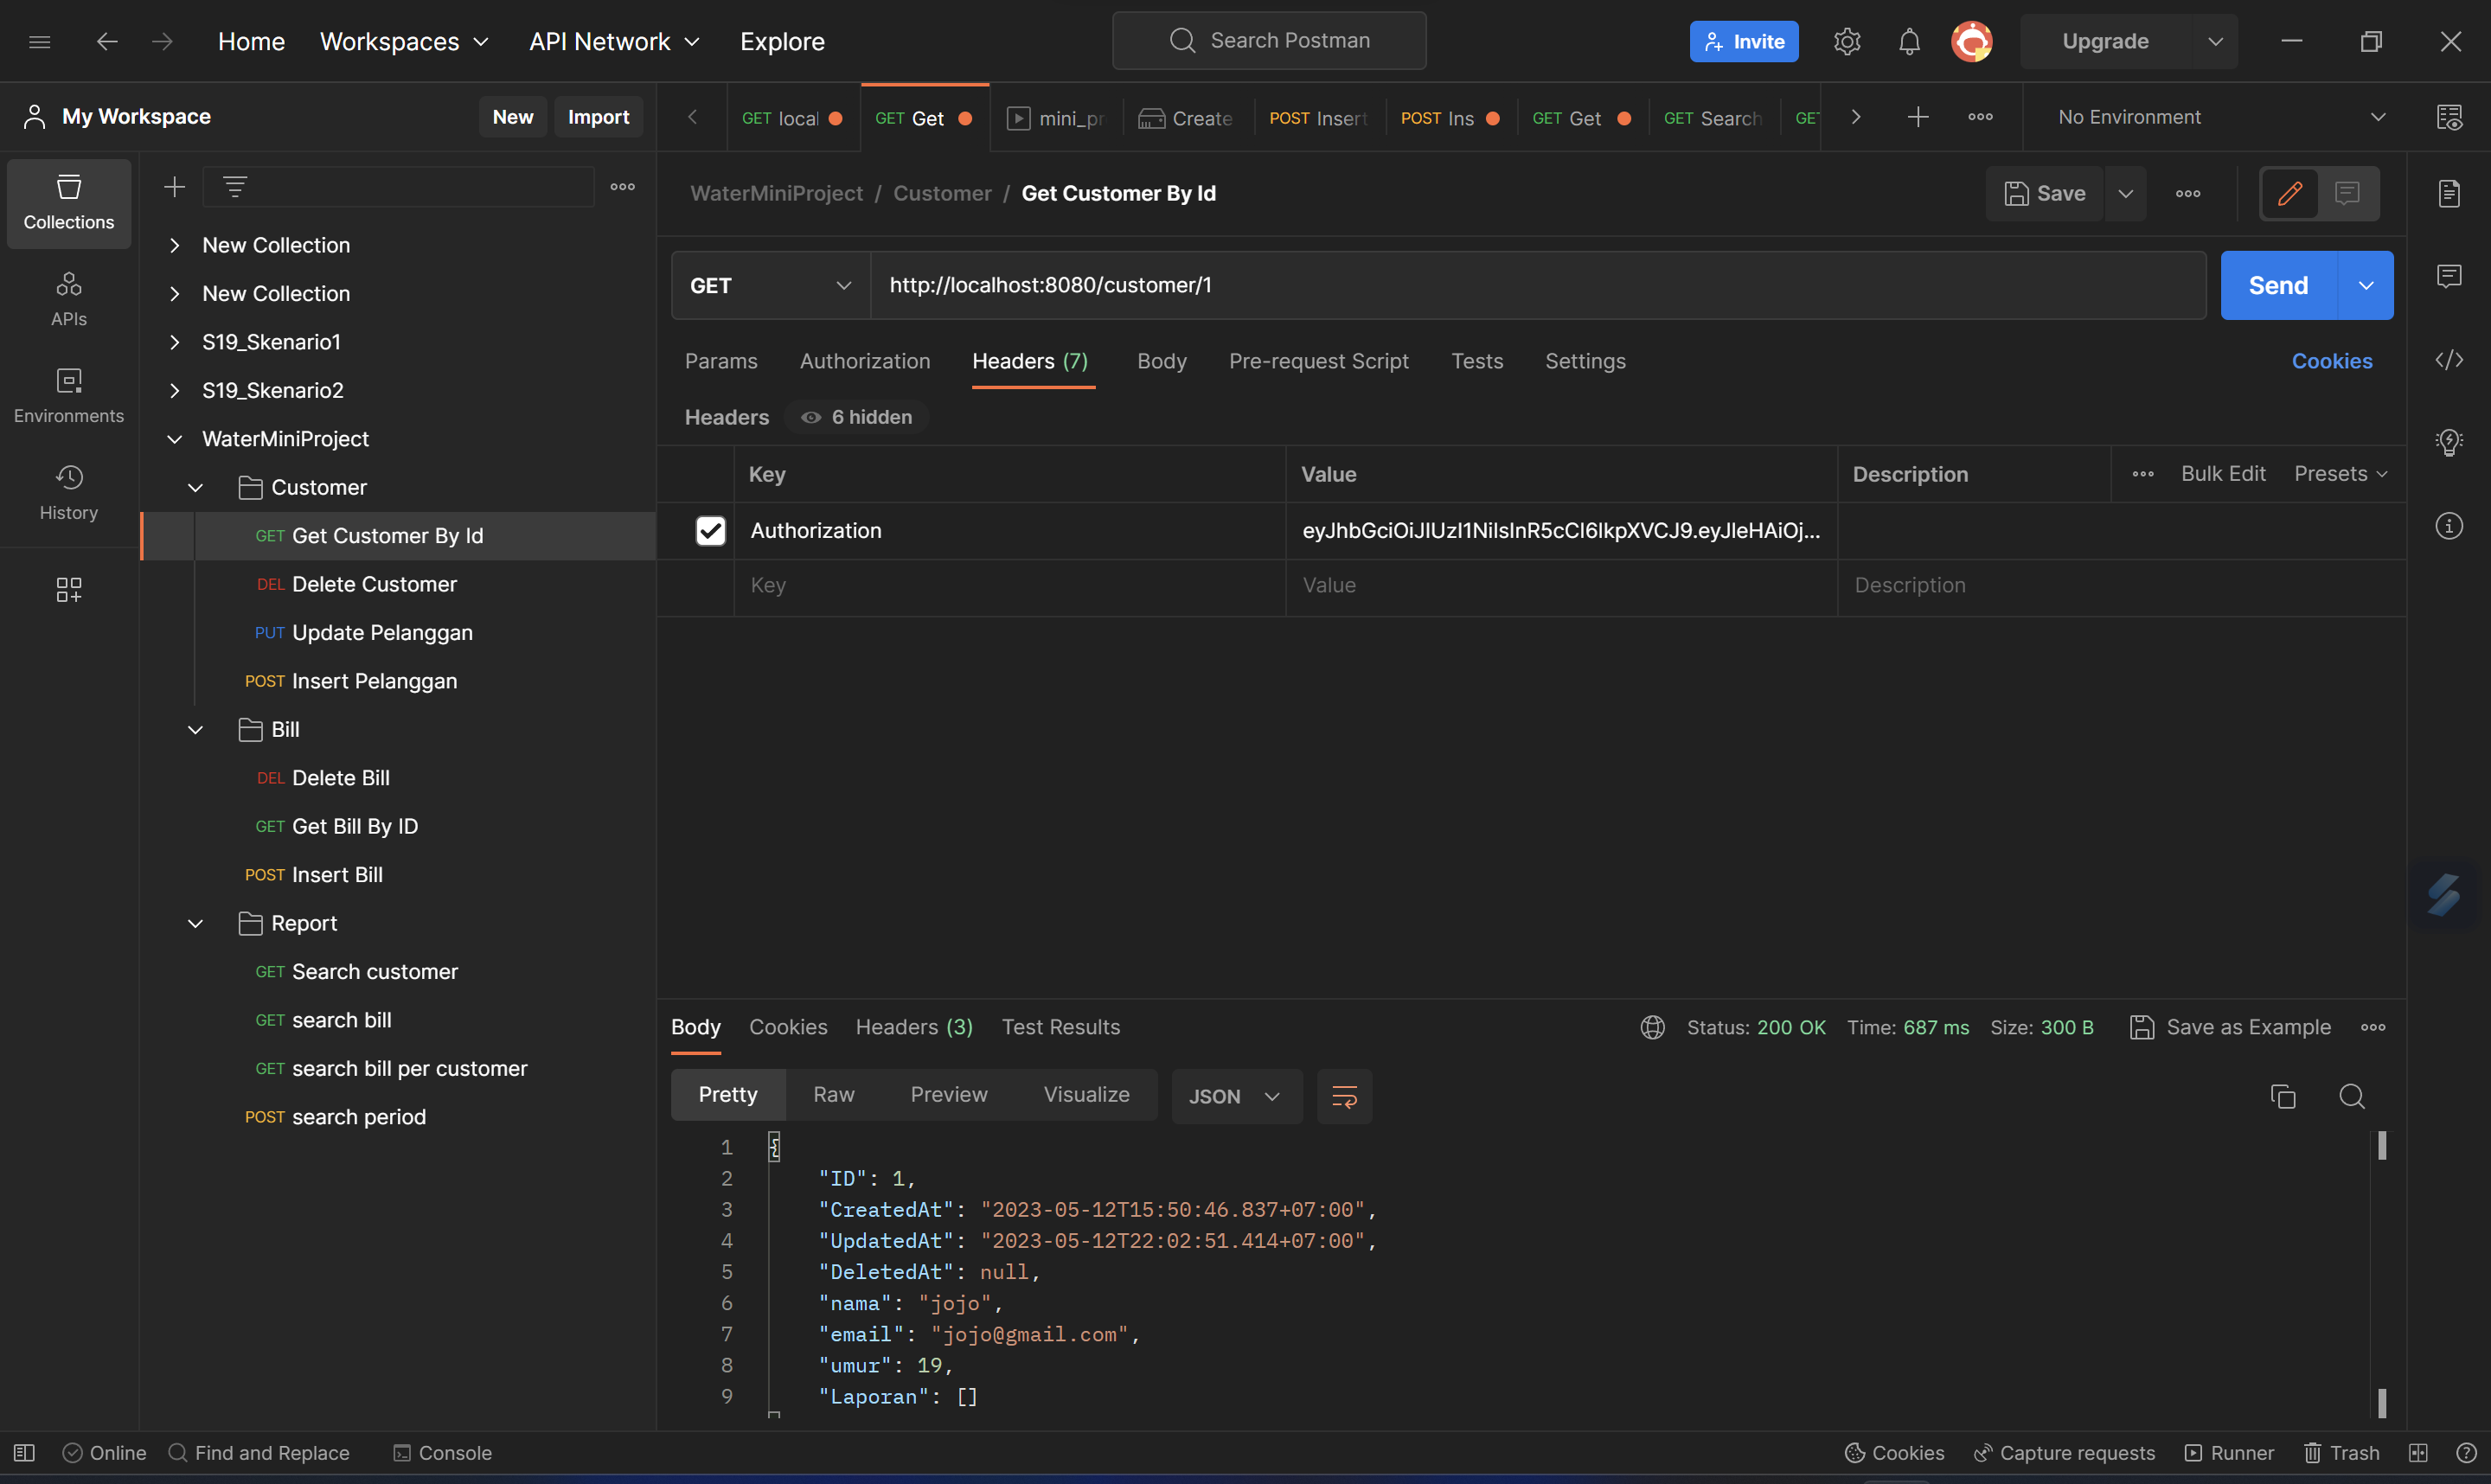 Home Workspaces API Network Explore Search Postman Invite Upgrade
My Workspace New Import GET local GET Get mini_pr Create POST Insert POST Ins GET Get GET Search GET No Environment
Collections
APIs
Environments
History
New Collection
New Collection
S19_Skenario1
S19_Skenario2
WaterMiniProject
Customer
GET Get Customer By Id
DEL Delete Customer
PUT Update Pelanggan
POST Insert Pelanggan
Bill
DEL Delete Bill
GET Get Bill By ID
POST Insert Bill
Report
GET Search customer
GET search bill
GET search bill per customer
POST search period
WaterMiniProject / Customer / Get Customer By Id Save
GET http://localhost:8080/customer/1 Send
Params Authorization Headers (7) Body Pre-request Script Tests Settings Cookies
Headers 6 hidden
Key Value Description Bulk Edit Presets
Authorization eyJhbGciOiJIUzI1NiIsInR5cCI6IkpXVCJ9.eyJleHAiOj...
Key Value Description
Body Cookies Headers (3) Test Results Status: 200 OK Time: 687 ms Size: 300 B Save as Example
Pretty Raw Preview Visualize JSON
1 {
2 "ID": 1,
3 "CreatedAt": "2023-05-12T15:50:46.837+07:00",
4 "UpdatedAt": "2023-05-12T22:02:51.414+07:00",
5 "DeletedAt": null,
6 "nama": "jojo",
7 "email": "jojo@gmail.com",
8 "umur": 19,
9 "Laporan": []
Online Find and Replace Console Cookies Capture requests Runner Trash